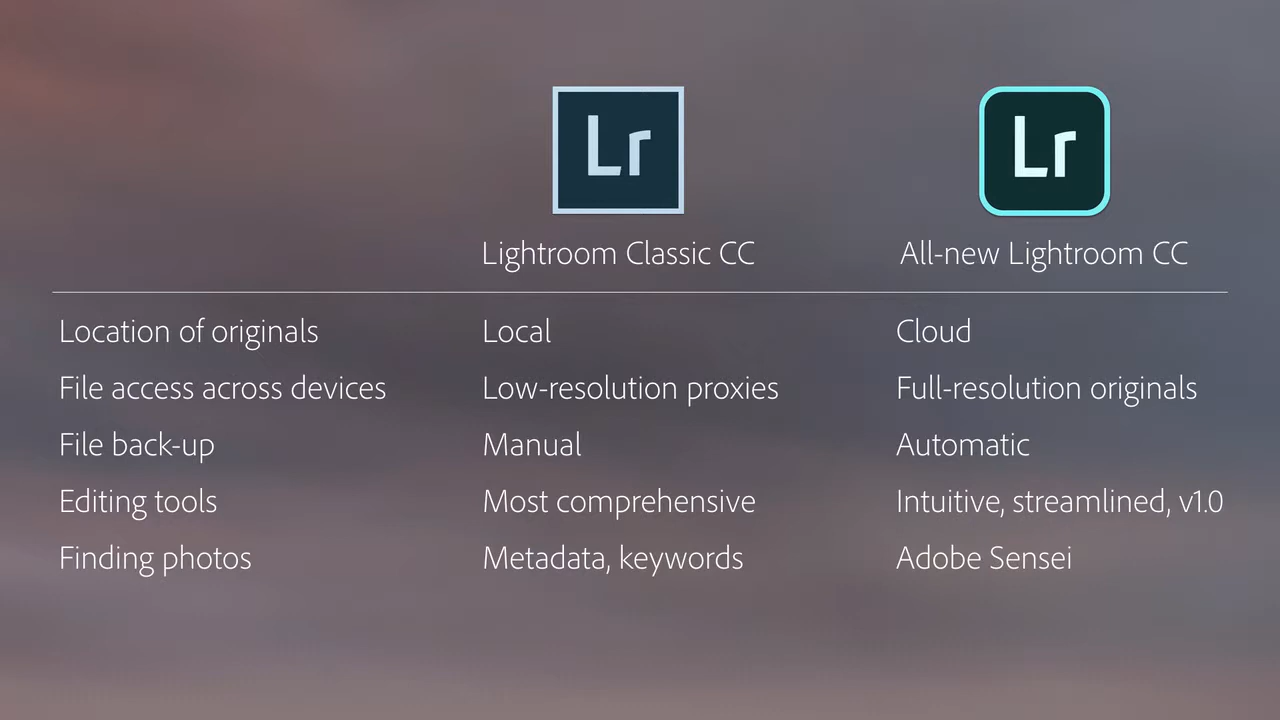 Lr Lr
Lightroom Classic CC All-new Lightroom CC
Location of originals Local Cloud
File access across devices Low-resolution proxies Full-resolution originals
File back-up Manual Automatic
Editing tools Most comprehensive Intuitive, streamlined, v1.0
Finding photos Metadata, keywords Adobe Sensei